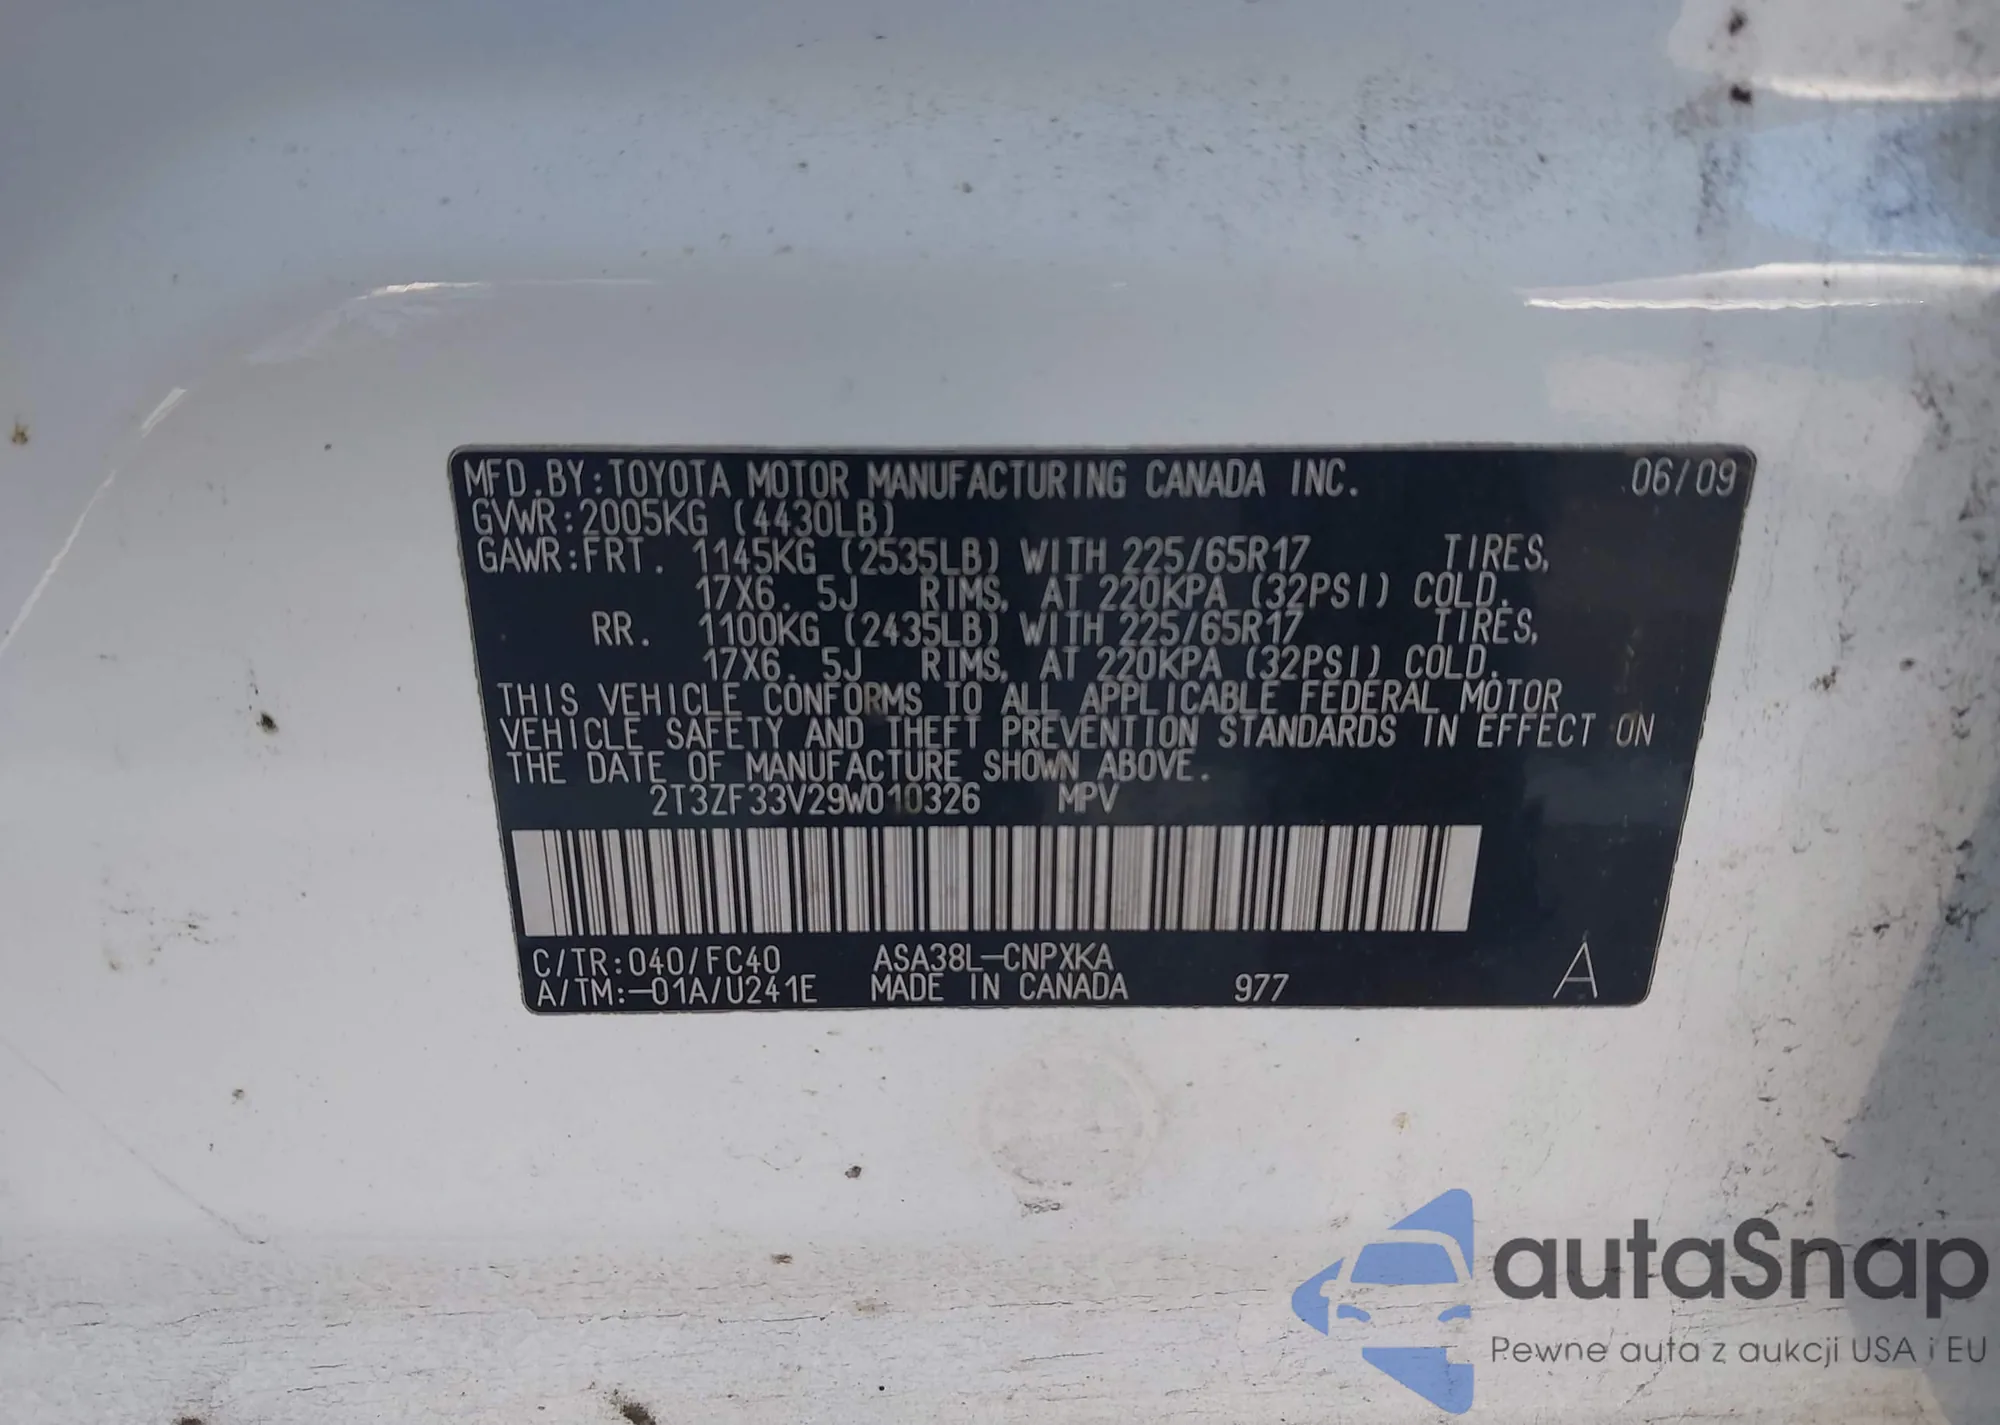 MFD.BY:TOYOTA MOTOR MANUFACTURING CANADA INC. 06/09
GVWR:2005KG (4430LB)
GAWR:FRT. 1145KG (2535LB) WITH 225/65R17 TIRES,
17X6.5J RIMS, AT 220KPA (32PSI) COLD.
RR. 1100KG (2435LB) WITH 225/65R17 TIRES,
17X6.5J RIMS, AT 220KPA (32PSI) COLD.
THIS VEHICLE CONFORMS TO ALL APPLICABLE FEDERAL MOTOR
VEHICLE SAFETY AND THEFT PREVENTION STANDARDS IN EFFECT ON
THE DATE OF MANUFACTURE SHOWN ABOVE.
2T3ZF33V29W010326 MPV
C/TR:040/FC40 ASA38L-CNPXKA
A/TM:-01A/U241E MADE IN CANADA 977 A
autaSnap
Pewne auta z aukcji USA i EU